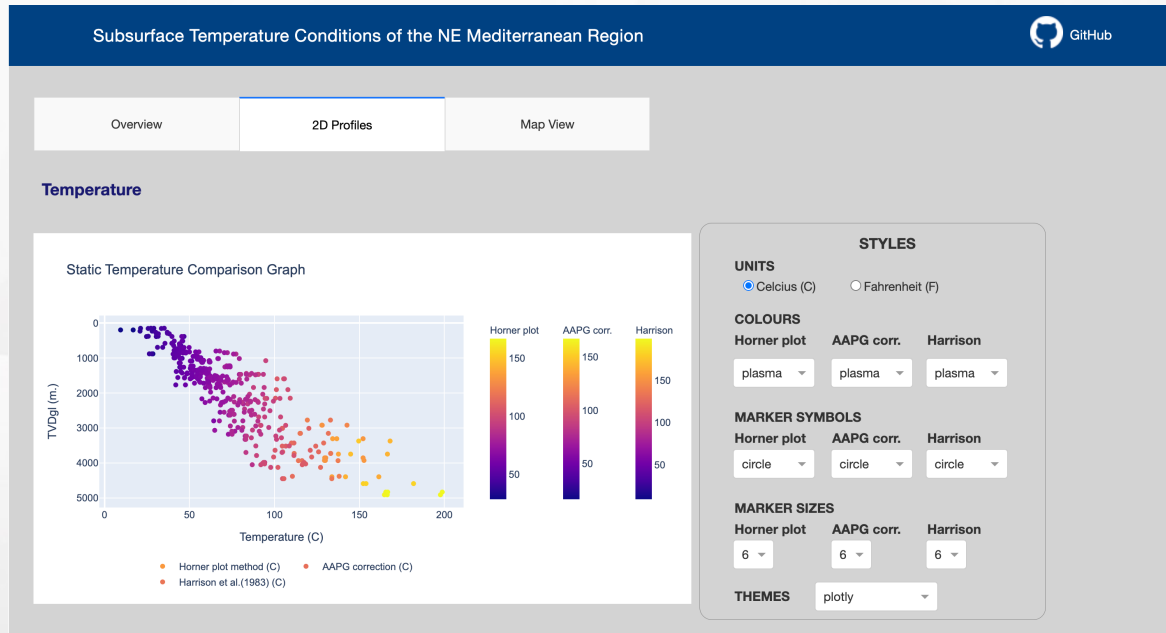 Subsurface Temperature Conditions of the NE Mediterranean Region
GitHub
Overview
2D Profiles
Map View
Temperature
Static Temperature Comparison Graph
Horner plot
AAPG corr.
Harrison
0
1000
2000
3000
4000
5000
TVDgl (m.)
0
50
100
150
200
Temperature (C)
150
100
50
150
100
50
150
100
50
Horner plot method (C)
AAPG correction (C)
Harrison et al.(1983) (C)
STYLES
UNITS
Celcius (C)
Fahrenheit (F)
COLOURS
Horner plot
AAPG corr.
Harrison
plasma
plasma
plasma
MARKER SYMBOLS
Horner plot
AAPG corr.
Harrison
circle
circle
circle
MARKER SIZES
Horner plot
AAPG corr.
Harrison
6
6
6
THEMES
plotly